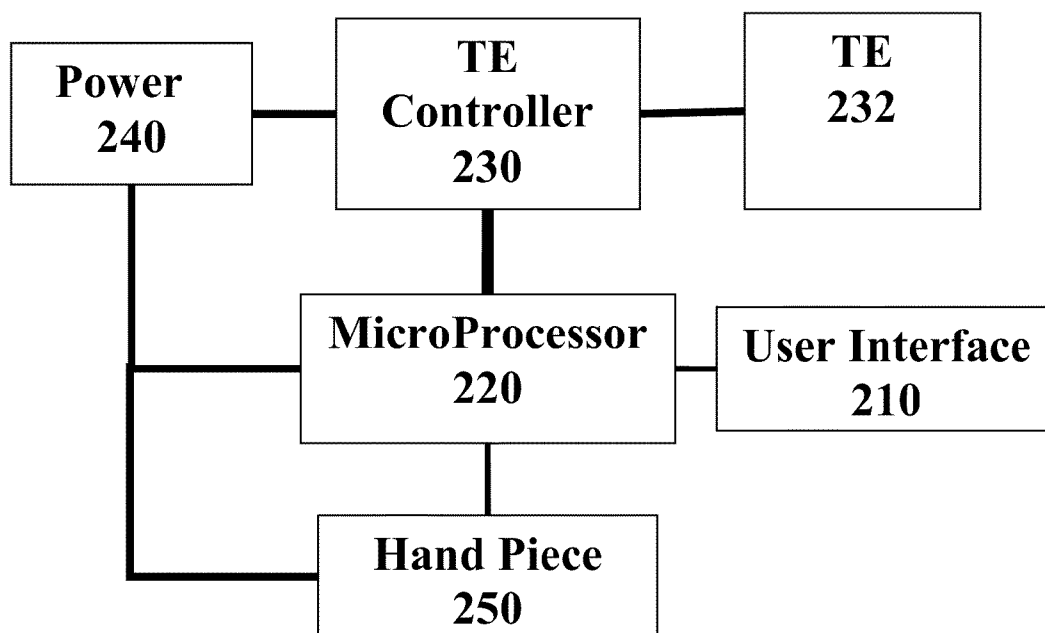 Power
240
TE
Controller
230
TE
232
MicroProcessor
220
User Interface
210
Hand Piece
250